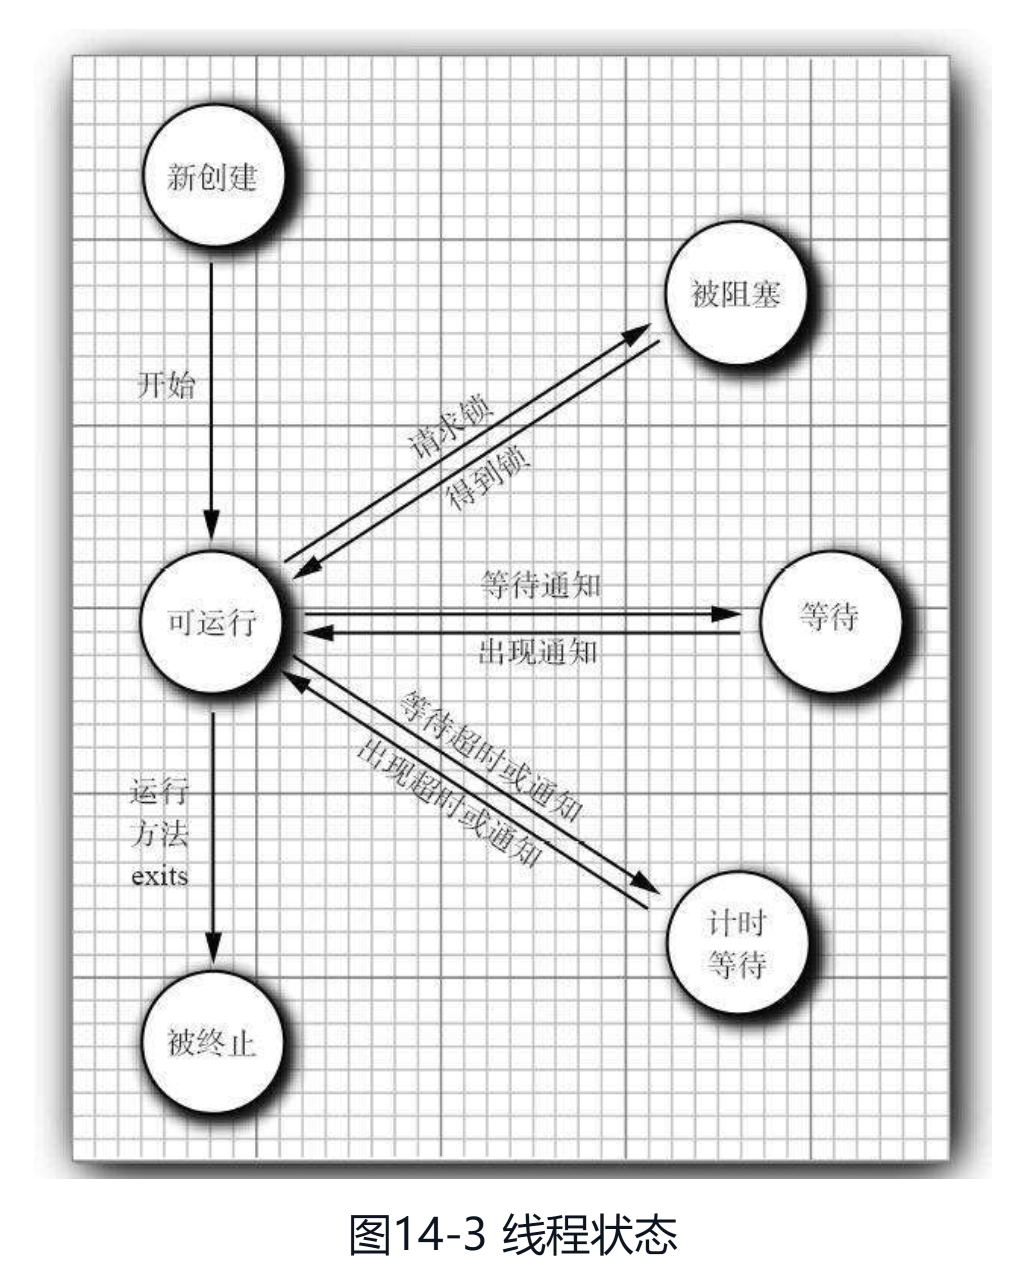 新创建
被阻塞
开始
请求锁
得到锁
等待通知
可运行
等待
出现通知
等待超时或通知
出现超时或通知
运行
方法
exits
计时
等待
被终止
图14-3 线程状态